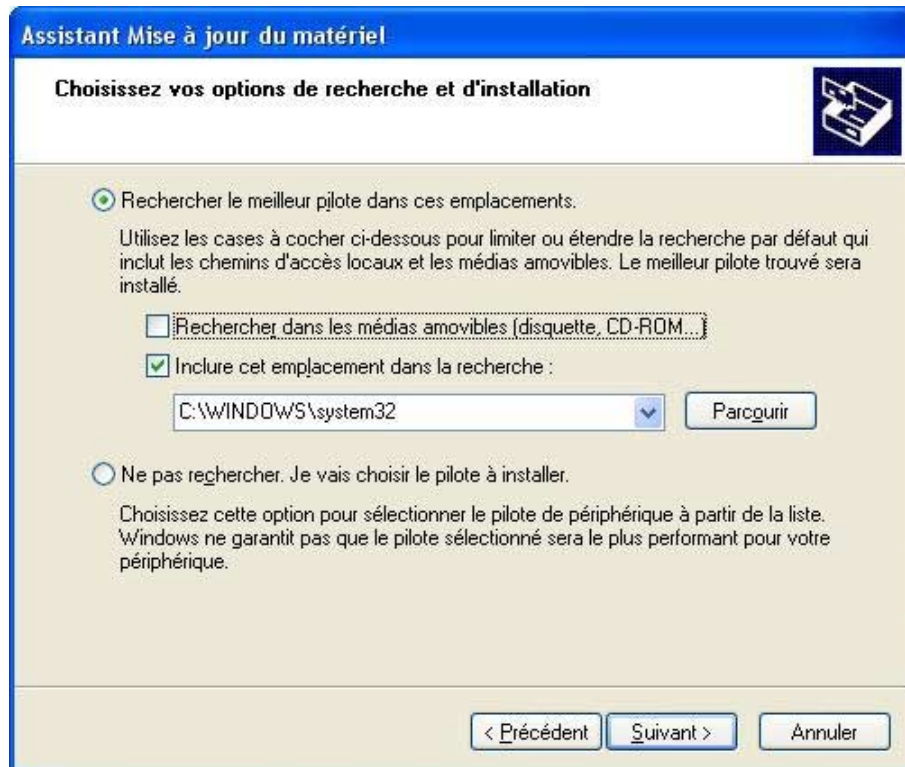 Assistant Mise à jour du matériel
Choisissez vos options de recherche et d'installation
Rechercher le meilleur pilote dans ces emplacements.
Utilisez les cases à cocher ci-dessous pour limiter ou étendre la recherche par défaut qui
inclut les chemins d'accès locaux et les médias amovibles. Le meilleur pilote trouvé sera
installé.
Rechercher dans les médias amovibles (disquette, CD-ROM...)
Inclure cet emplacement dans la recherche :
C:\WINDOWS\system32
Parcourir
Ne pas rechercher. Je vais choisir le pilote à installer.
Choisissez cette option pour sélectionner le pilote de périphérique à partir de la liste.
Windows ne garantit pas que le pilote sélectionné sera le plus performant pour votre
périphérique.
< Précédent
Suivant >
Annuler